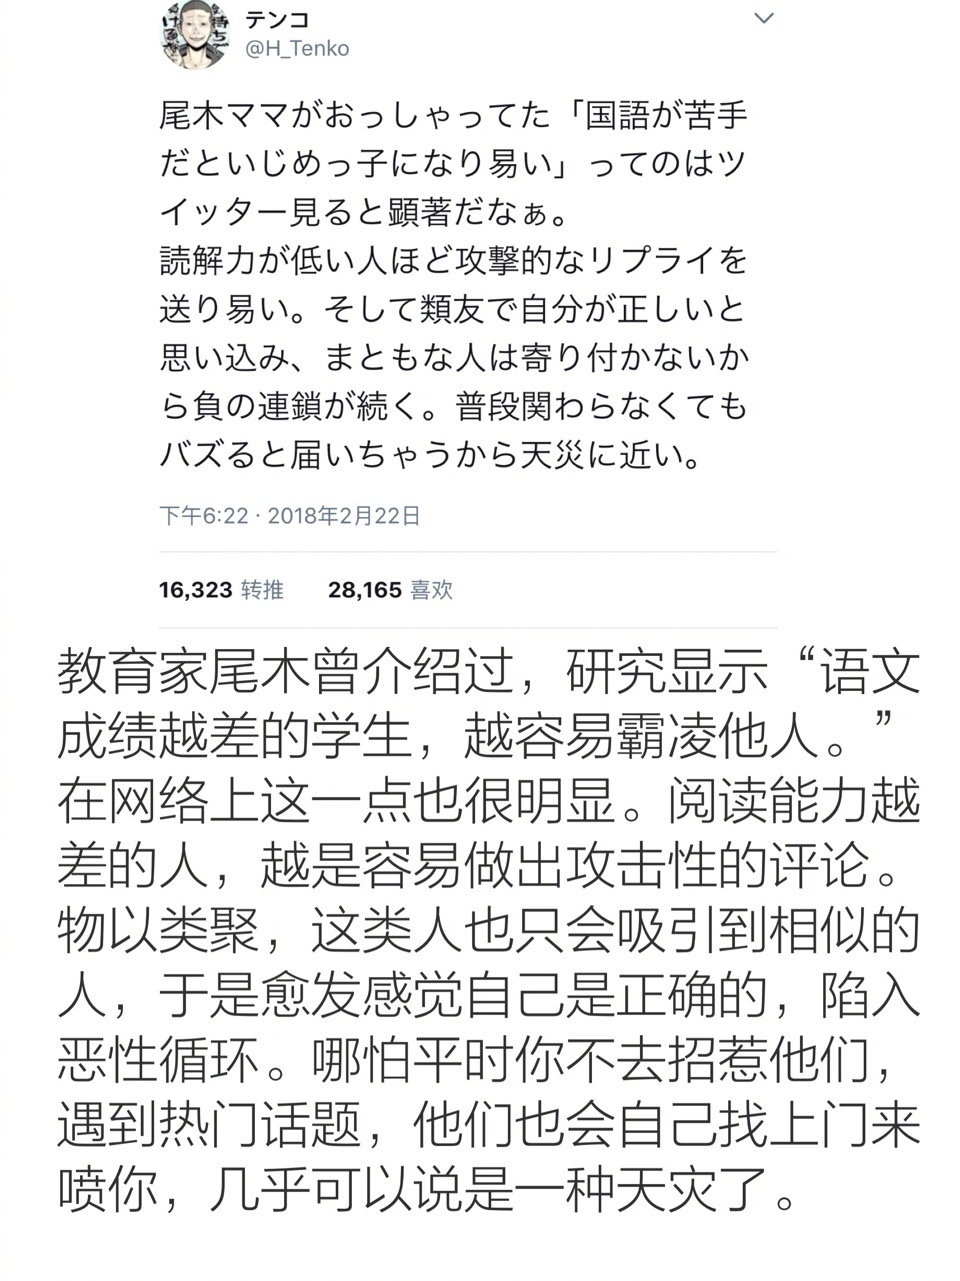 テンコ
@H_Tenko
尾木ママがおっしゃってた「国語が苦手
だといじめっ子になり易い」ってのはツ
イッター見ると顕著だなぁ。
読解力が低い人ほど攻撃的なリプライを
送り易い。そして類友で自分が正しいと
思い込み、まともな人は寄り付かないか
ら負の連鎖が続く。普段関わらなくても
バズると届いちゃうから天災に近い。
下午6:22 · 2018年2月22日
16,323 转推 28,165 喜欢
教育家尾木曾介绍过，研究显示“语文
成绩越差的学生，越容易霸凌他人。”
在网络上这一点也很明显。阅读能力越
差的人，越是容易做出攻击性的评论。
物以类聚，这类人也只会吸引到相似的
人，于是愈发感觉自己是正确的，陷入
恶性循环。哪怕平时你不去招惹他们，
遇到热门话题，他们也会自己找上门来
喷你，几乎可以说是一种天灾了。